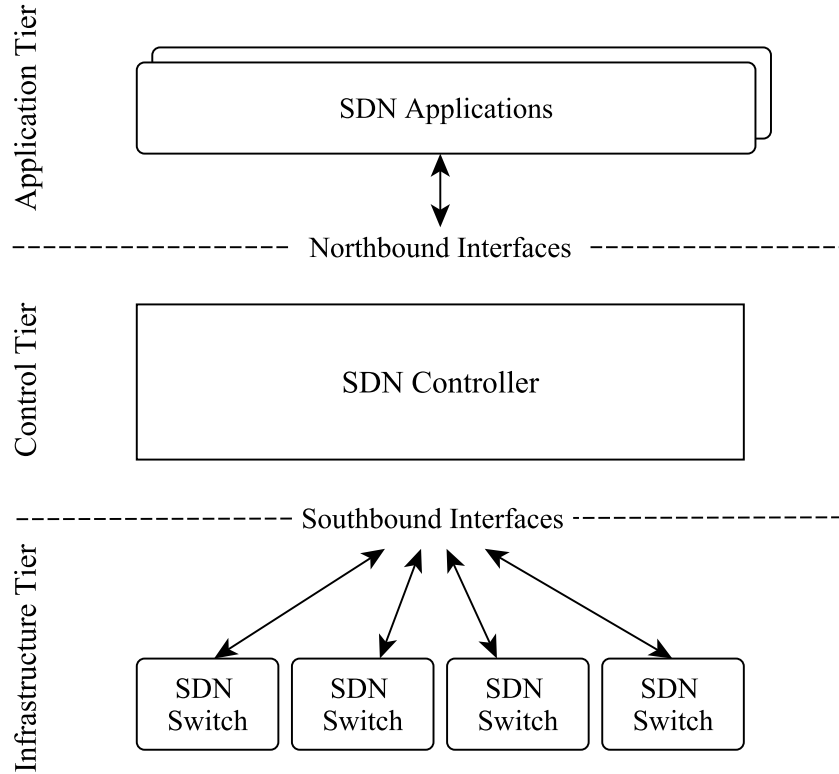 Application Tier
SDN Applications
Northbound Interfaces
Control Tier
SDN Controller
Southbound Interfaces
Infrastructure Tier
SDN
Switch
SDN
Switch
SDN
Switch
SDN
Switch